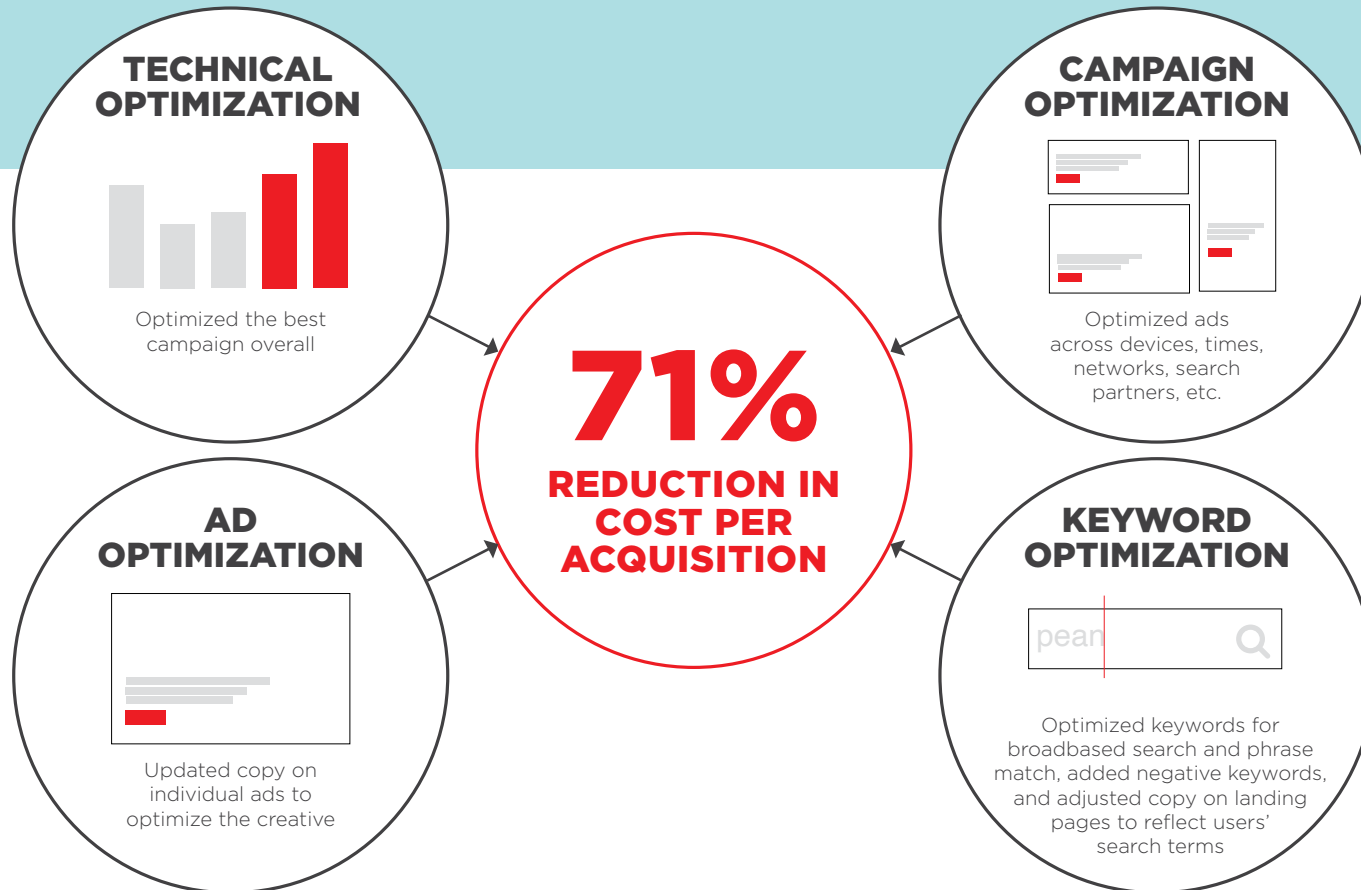 TECHNICAL
OPTIMIZATION
Optimized the best
campaign overall
CAMPAIGN
OPTIMIZATION
Optimized ads
across devices, times,
networks, search
partners, etc.
71%
REDUCTION IN
COST PER
ACQUISITION
AD
OPTIMIZATION
Updated copy on
individual ads to
optimize the creative
KEYWORD
OPTIMIZATION
pean
Optimized keywords for
broadbased search and phrase
match, added negative keywords,
and adjusted copy on landing
pages to reflect users’
search terms